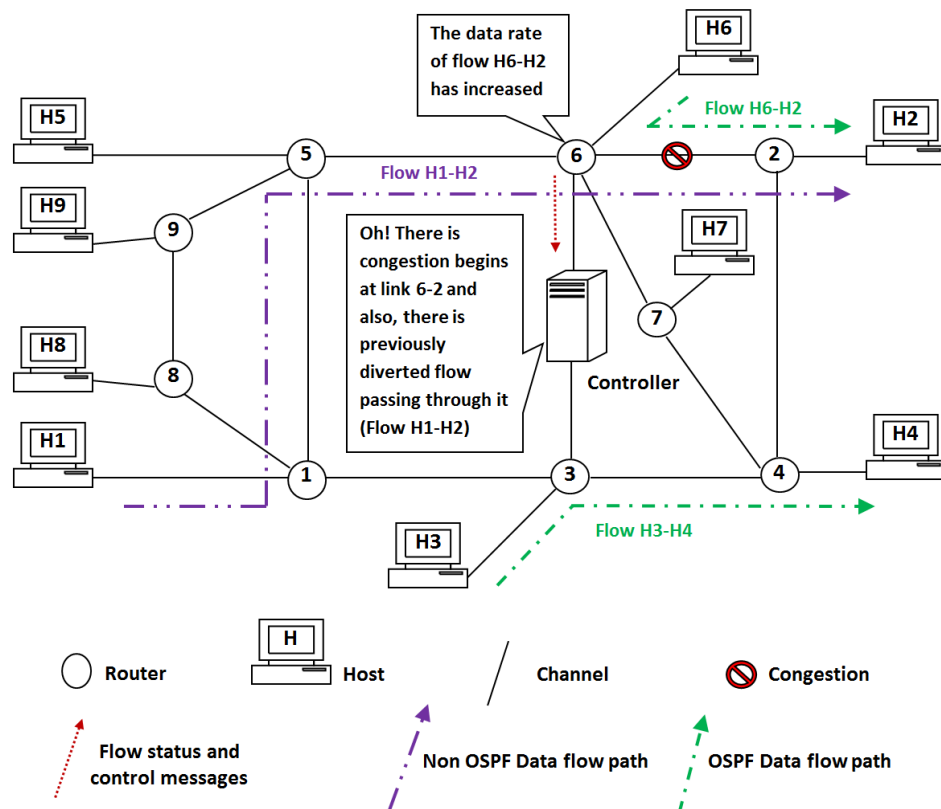 The data rate
of flow H6-H2
has increased
H6
Flow H6-H2
H5
H2
5
6
2
Flow H1-H2
H9
9
H7
Oh! There is
congestion begins
at link 6-2 and
also, there is
previously
diverted flow
passing through it
(Flow H1-H2)
7
H8
8
Controller
H1
H4
1
3
4
H3
Flow H3-H4
Router
H
Host
Channel
Congestion
Flow status and
control messages
Non OSPF Data flow path
OSPF Data flow path